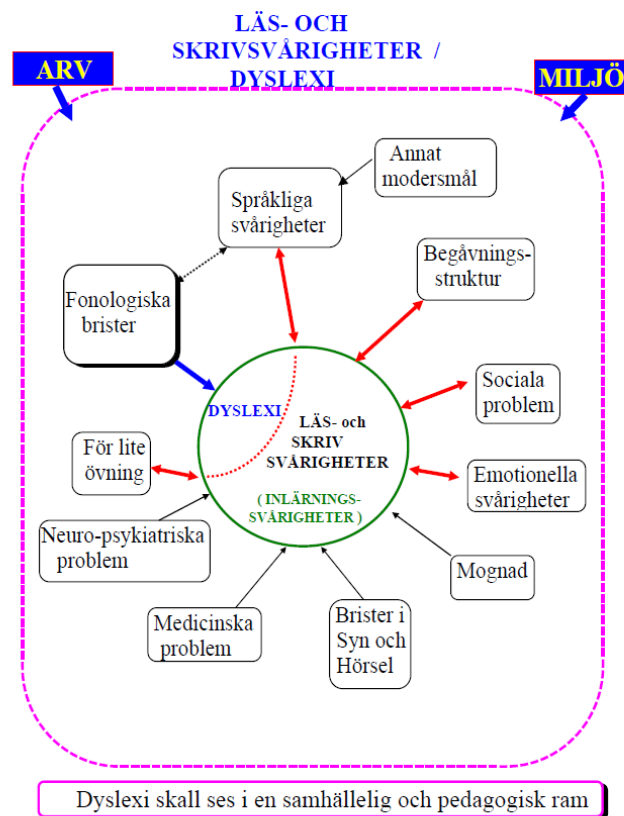 LÄS- OCH
SKRIVSVÅRIGHETER /
DYSLEXI
ARV
MILJÖ
Annat
modersmål
Språkliga
svårigheter
Begåvnings-
struktur
Fonologiska
brister
Sociala
problem
DYSLEXI
LÄS- och
SKRIV
SVÅRIGHETER
För lite
övning
Emotionella
svårigheter
( INLÄRNINGS-
SVÅRIGHETER )
Neuro-psykiatriska
problem
Mognad
Medicinska
problem
Brister i
Syn och
Hörsel
Dyslexi skall ses i en samhällelig och pedagogisk ram